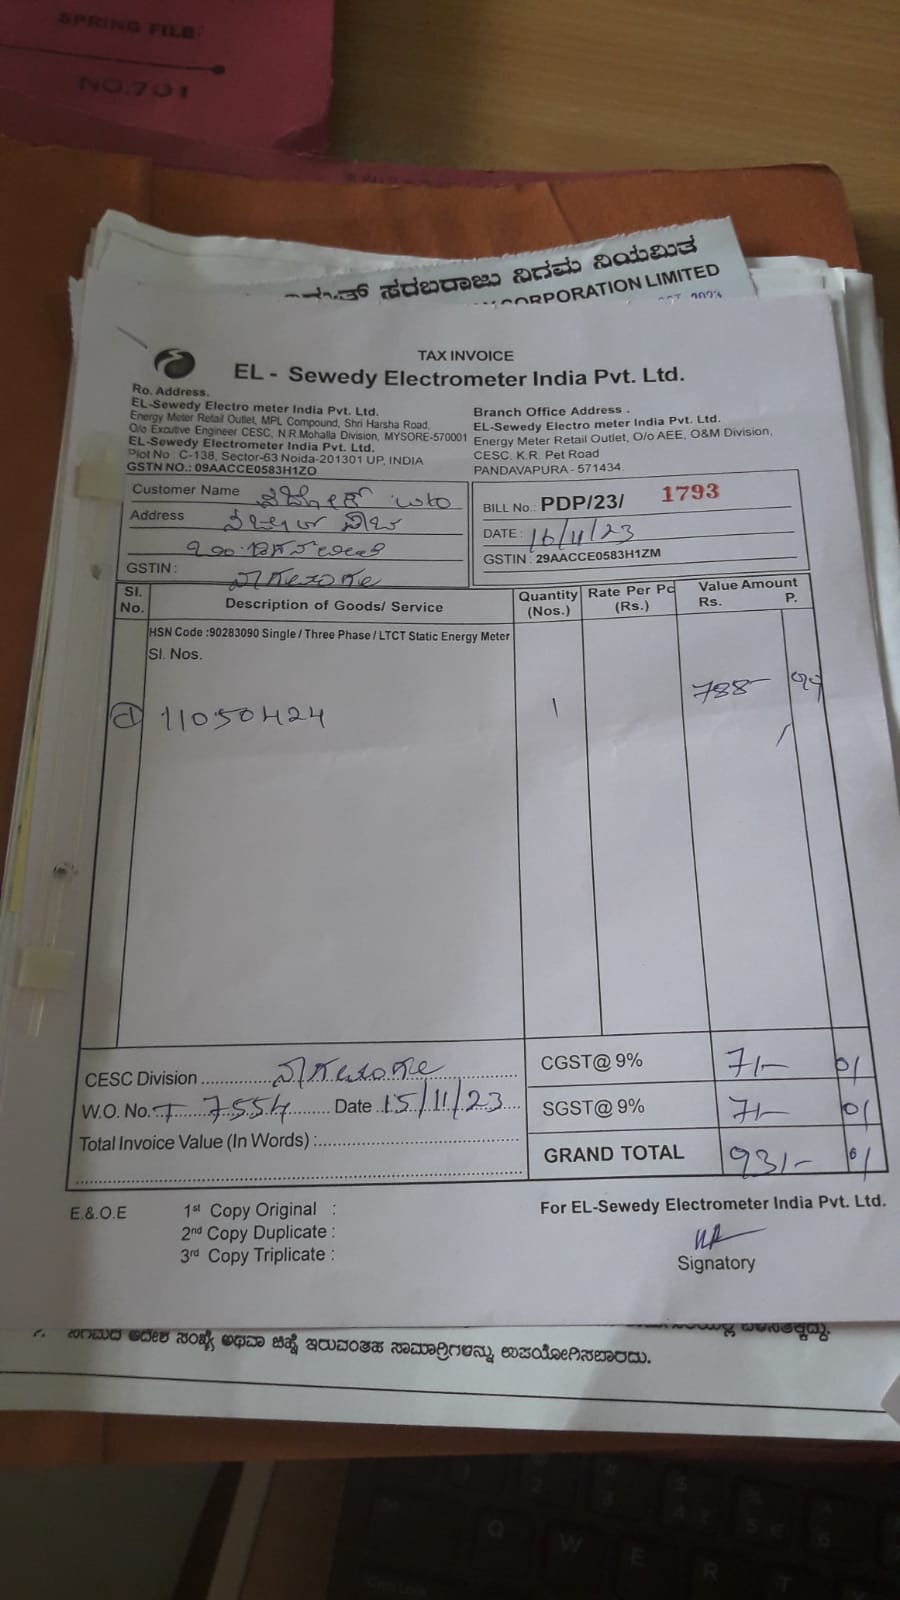 SPRING FILE
NO.701
ಸರಬರಾಜು ನಿಗಮ ನಿಯಮಿತ
CORPORATION LIMITED
TAX INVOICE
EL - Sewedy Electrometer India Pvt. Ltd.
Ro. Address.
EL-Sewedy Electro meter India Pvt. Ltd.
Energy Meter Retail Outlet, MPL Compound, Shri Harsha Road,
O/o Excutive Engineer CESC, N.R.Mohalla Division, MYSORE-570001
EL-Sewedy Electrometer India Pvt. Ltd.
Plot No : C-138, Sector-63 Noida-201301 UP, INDIA
GSTN NO.: 09AACCE0583H1ZO
Branch Office Address .
EL-Sewedy Electro meter India Pvt. Ltd.
Energy Meter Retail Outlet, O/o AEE, O&M Division,
CESC. K.R. Pet Road
PANDAVAPURA - 571434.
Customer Name
Address
GSTIN :
BILL No.: PDP/23/ 1793
DATE : 16/11/23
GSTIN : 29AACCE0583H1ZM
Sl. No. Description of Goods/ Service Quantity (Nos.) Rate Per Pc (Rs.) Value Amount Rs. P.
HSN Code :90283090 Single / Three Phase / LTCT Static Energy Meter
Sl. Nos.
11050424 1 788-
CESC Division
CGST@ 9% 71- 01
W.O. No. 7554 Date 15/11/23
SGST@ 9% 71- 01
Total Invoice Value (In Words) :
GRAND TOTAL 931- 01
E.&.O.E 1st Copy Original :
2nd Copy Duplicate :
3rd Copy Triplicate :
For EL-Sewedy Electrometer India Pvt. Ltd.
Signatory
ಆದೇಶ ಸಂಖ್ಯೆ ಅಥವಾ ಚಿಹ್ನೆ ಇರುವಂತಹ ಸಾಮಾಗ್ರಿಗಳನ್ನು ಉಪಯೋಗಿಸಬಾರದು.